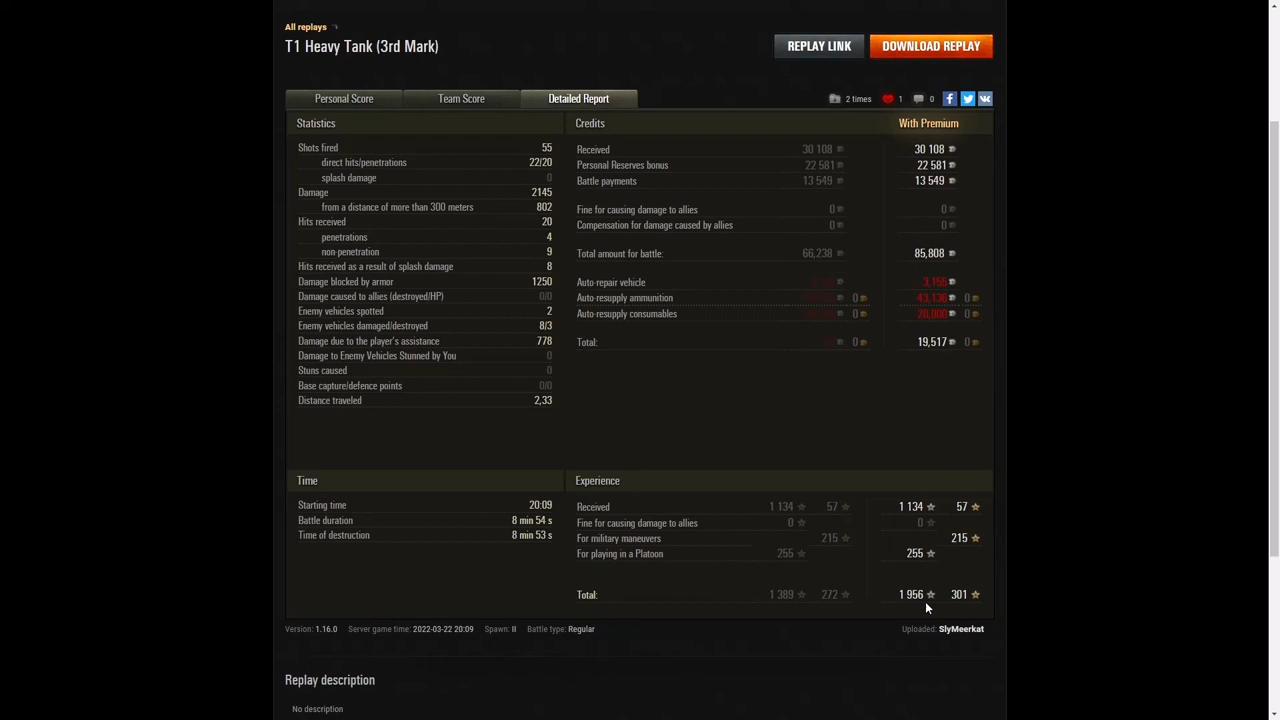 All replays
T1 Heavy Tank (3rd Mark)
REPLAY LINK
DOWNLOAD REPLAY
Personal Score
Team Score
Detailed Report
2 times
1
0
Statistics
Shots fired 55
direct hits/penetrations 22/20
splash damage 0
Damage 2145
from a distance of more than 300 meters 802
Hits received 20
penetrations 4
non-penetration 9
Hits received as a result of splash damage 8
Damage blocked by armor 1250
Damage caused to allies (destroyed/HP) 0/0
Enemy vehicles spotted 2
Enemy vehicles damaged/destroyed 8/3
Damage due to the player's assistance 778
Damage to Enemy Vehicles Stunned by You 0
Stuns caused 0
Base capture/defence points 0/0
Distance traveled 2,33
Credits With Premium
Received 30 108 30 108
Personal Reserves bonus 22 581 22 581
Battle payments 13 549 13 549
Fine for causing damage to allies 0 0
Compensation for damage caused by allies 0 0
Total amount for battle: 66,238 85,808
Auto-repair vehicle 3,155
Auto-resupply ammunition 0 43,136 0
Auto-resupply consumables 0 20,000 0
Total: 0 19,517 0
Time
Starting time 20:09
Battle duration 8 min 54 s
Time of destruction 8 min 53 s
Experience
Received 1 134 57 1 134 57
Fine for causing damage to allies 0 0
For military maneuvers 215 215
For playing in a Platoon 255 255
Total: 1 389 272 1 956 301
Version: 1.16.0 Server game time: 2022-03-22 20:09 Spawn: II Battle type: Regular
Uploaded: SlyMeerkat
Replay description
No description